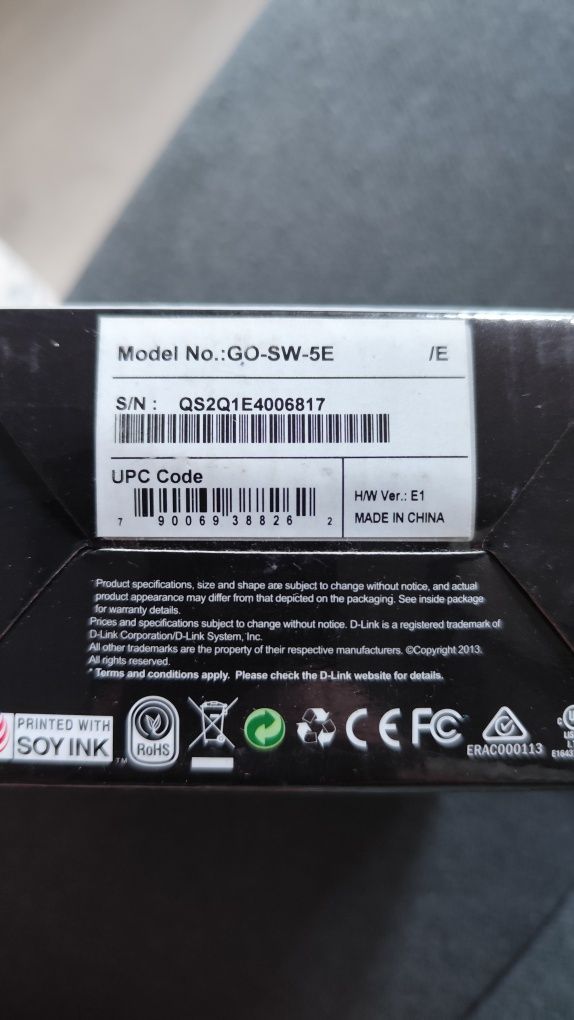 Model No.:GO-SW-5E /E
S/N : QS2Q1E4006817
UPC Code
7 90069 38826 2
H/W Ver.: E1
MADE IN CHINA
*Product specifications, size and shape are subject to change without notice, and actual
product appearance may differ from that depicted on the packaging. See inside package
for warranty details.
Prices and specifications subject to change without notice. D-Link is a registered trademark of
D-Link Corporation/D-Link System, Inc.
All other trademarks are the property of their respective manufacturers. ©Copyright 2013.
All rights reserved.
* Terms and conditions apply. Please check the D-Link website for details.
PRINTED WITH
SOY INK ™
RoHS
CE FC
ERAC000113